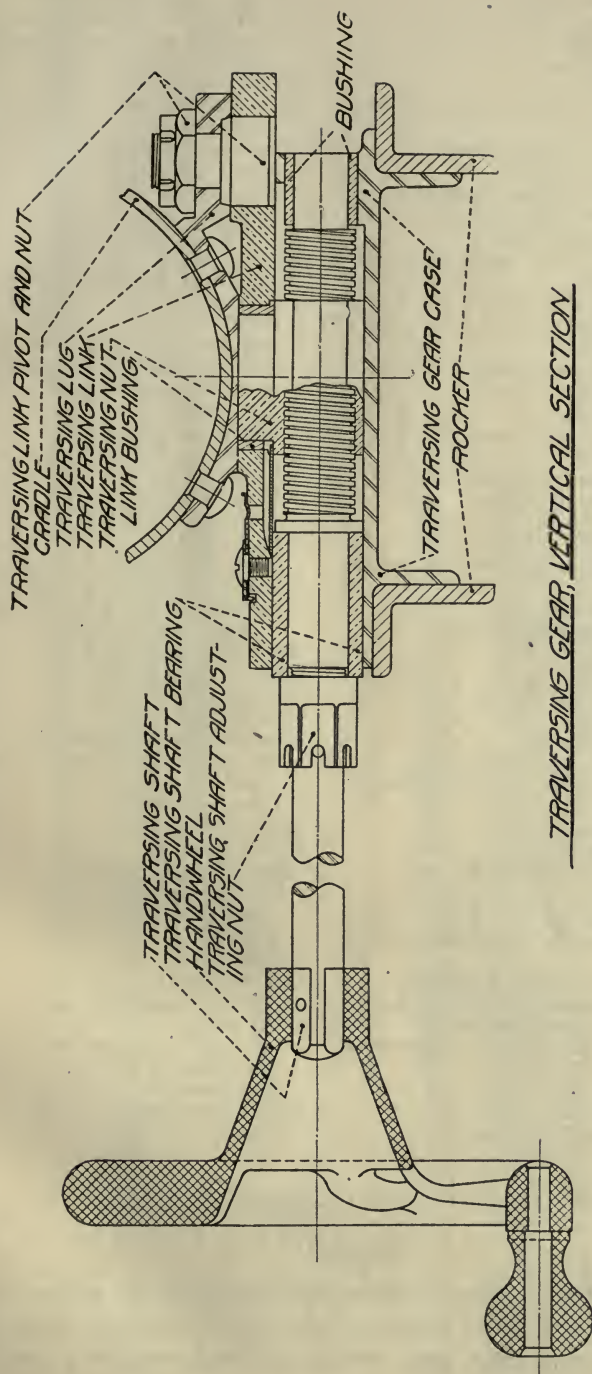 TRAVERSING LINK PIVOT AND NUT
CRADLE
TRAVERSING LUG
TRAVERSING LINK
TRAVERSING NUT
LINK BUSHING
TRAVERSING SHAFT
TRAVERSING SHAFT BEARING
HANDWHEEL
TRAVERSING SHAFT ADJUST-
ING NUT
BUSHING
TRAVERSING GEAR CASE
ROCKER
TRAVERSING GEAR, VERTICAL SECTION